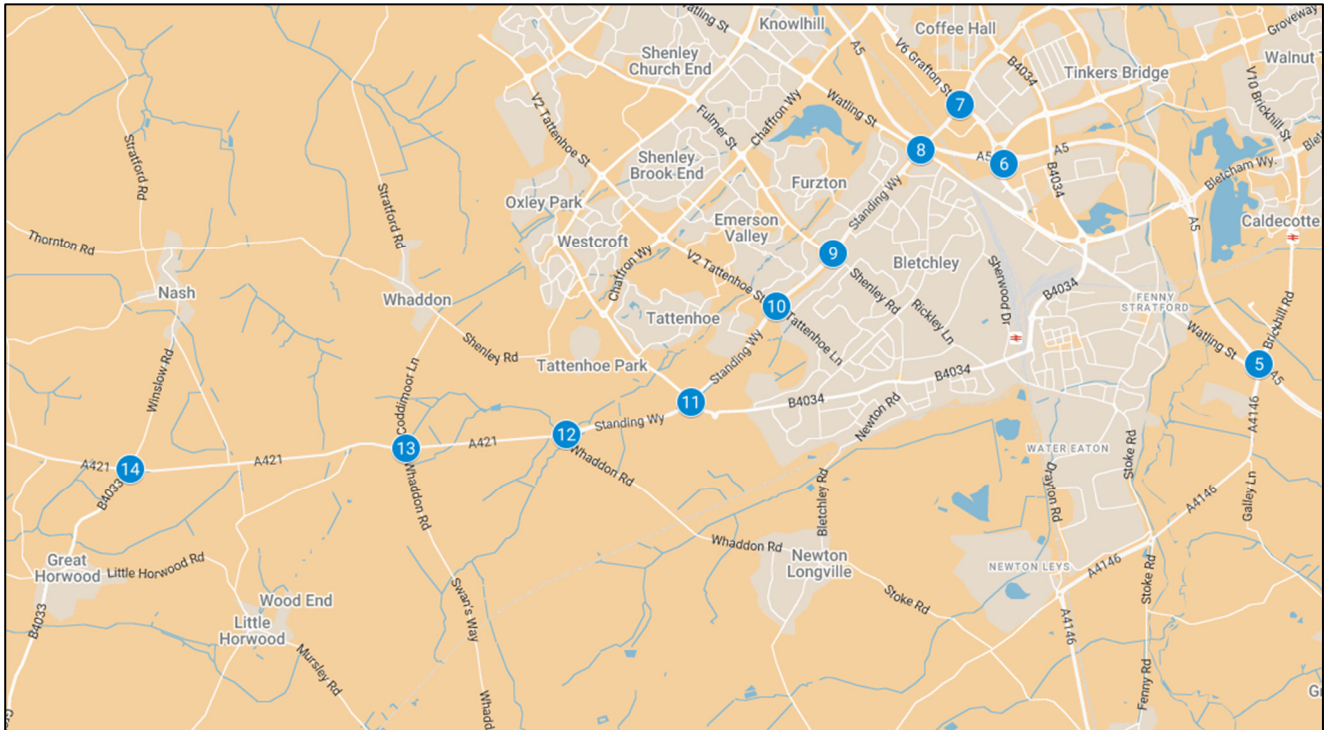 Watling St
Knowlhill
Coffee Hall
Groveway
A5
V6 Grafton St
B4034
Shenley
Church End
Tinkers Bridge
Walnut T
V10 Brickhill St
V2 Tattenhoe St
Fulmer St
Chaffron Wy
Watling St
7
8
A5
6
A5
B4034
Ble
Bletcham Wy.
Stratford Rd
Shenley
Brook End
Furzton
Standing Wy
Stratford Rd
Oxley Park
Emerson
Valley
A5
Caldecotte
Thornton Rd
Westcroft
Chaffron Wy
V2 Tattenhoe St
9
Bletchley
Shenley Rd
Sherwood Dr
B4034
Nash
Whaddon
10
Rickley Ln
FENNY
STRATFORD
Brickhill Rd
Tattenhoe
Tattenhoe Ln
Watling St
Shenley Rd
Standing Wy
Winslow Rd
Coddimoor Ln
Tattenhoe Park
5
A5
B4034
11
B4034
Newton Rd
A4146
Standing Wy
12
A421
13
WATER EATON
Stoke Rd
A421
14
A421
B4033
Whaddon Rd
Whaddon Rd
Bletchley Rd
Drayton Rd
A4146
Galley Ln
Great
Horwood
Little Horwood Rd
Whaddon Rd
Newton
Longville
NEWTON LEYS
A4146
Stoke Rd
Stoke Rd
Swan's Way
Wood End
Little
Horwood
B4033
A4146
Mursley Rd
Fenny Rd
Whadd
G